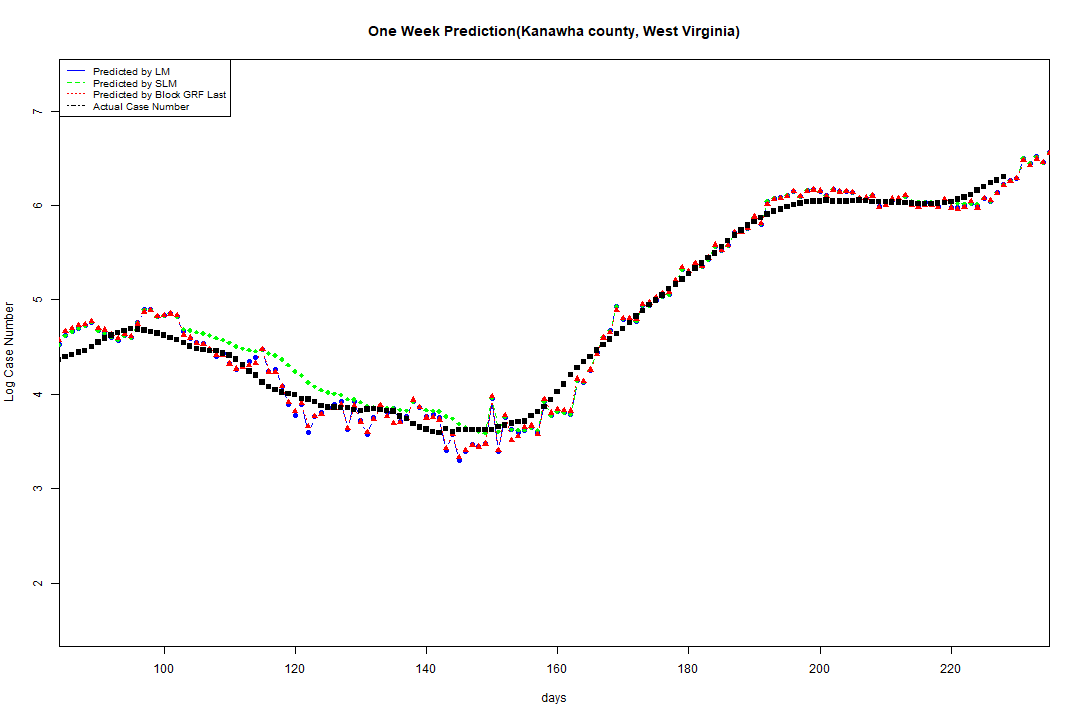 One Week Prediction(Kanawha county, West Virginia)
Predicted by LM
Predicted by SLM
Predicted by Block GRF Last
Actual Case Number
7
6
5
4
3
2
Log Case Number
100 120 140 160 180 200 220
days